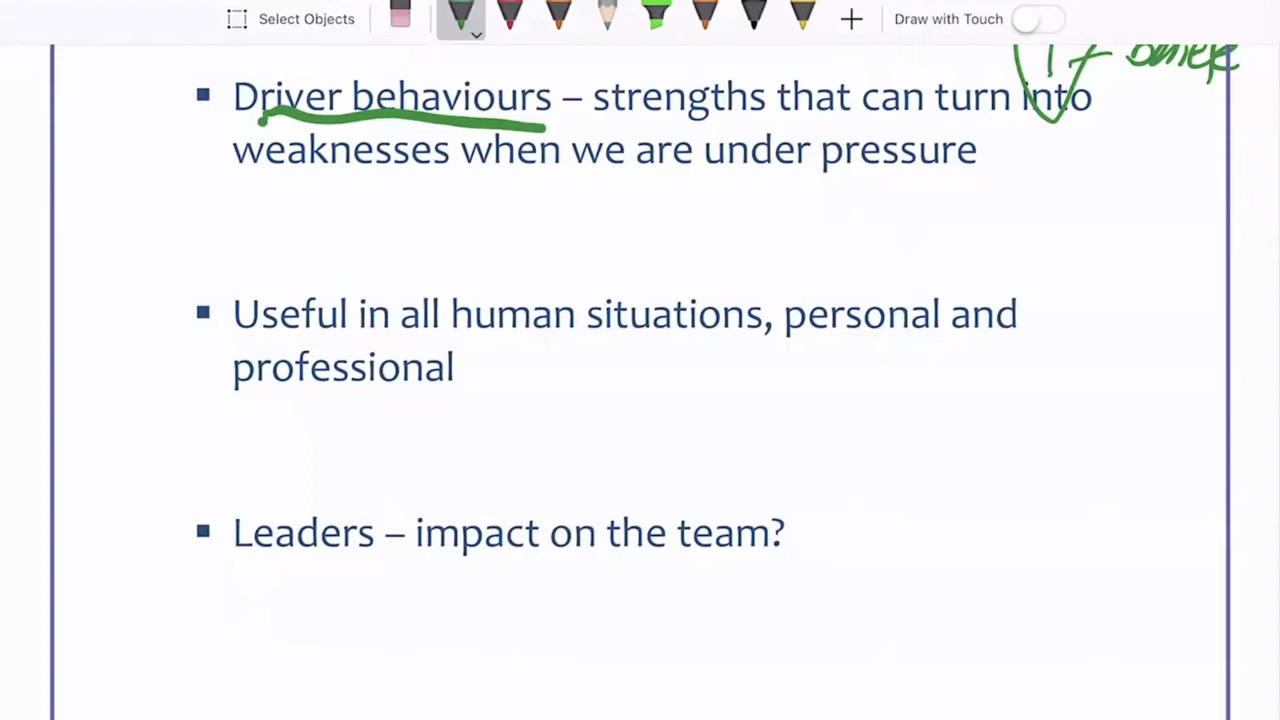 Select Objects
Draw with Touch
▪ Driver behaviours – strengths that can turn into
weaknesses when we are under pressure
▪ Useful in all human situations, personal and
professional
▪ Leaders – impact on the team?